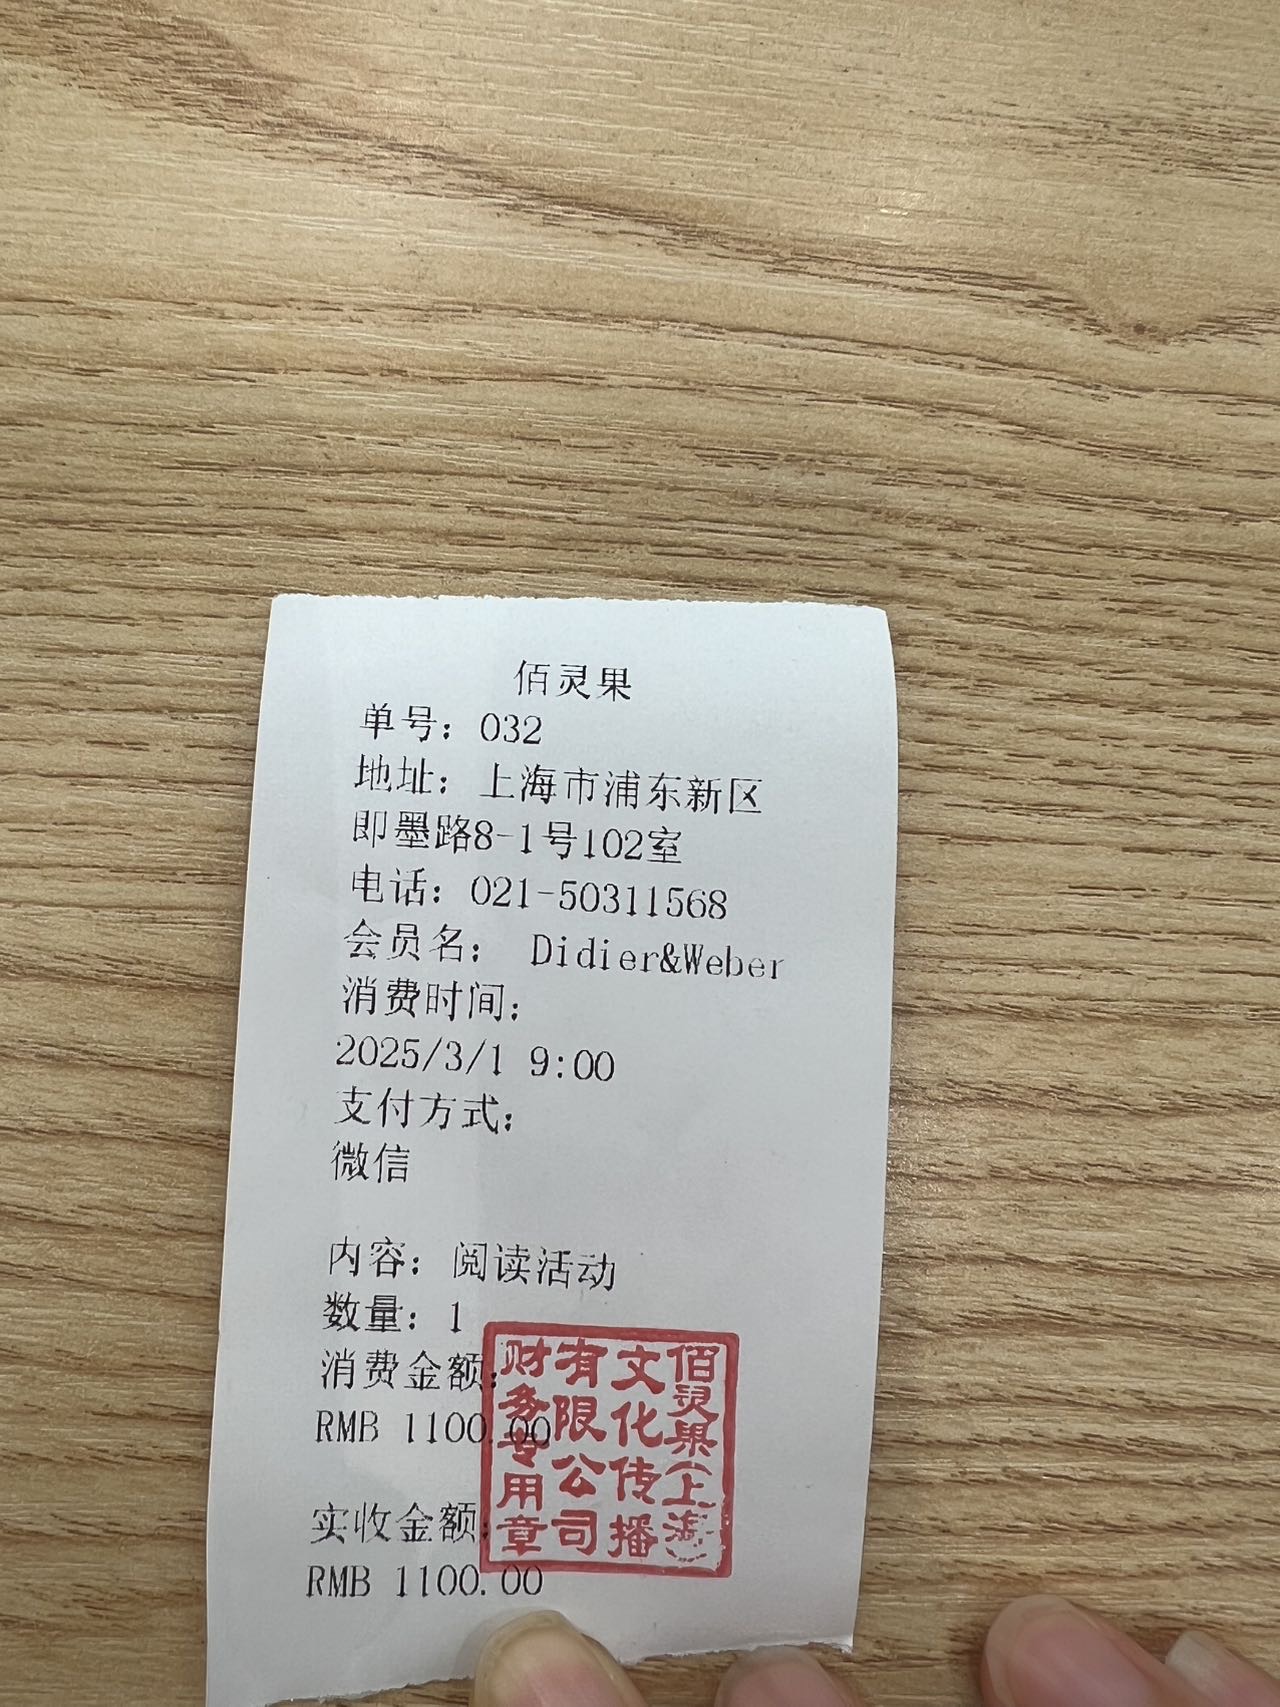 佰灵果
单号：032
地址：上海市浦东新区
即墨路8-1号102室
电话：021-50311568
会员名： Didier&Weber
消费时间：
2025/3/1 9:00
支付方式：
微信
内容：阅读活动
数量：1
消费金额：
RMB 1100.00
实收金额：
RMB 1100.00
佰灵果(上海)
文化传播
有限公司
财务专用章